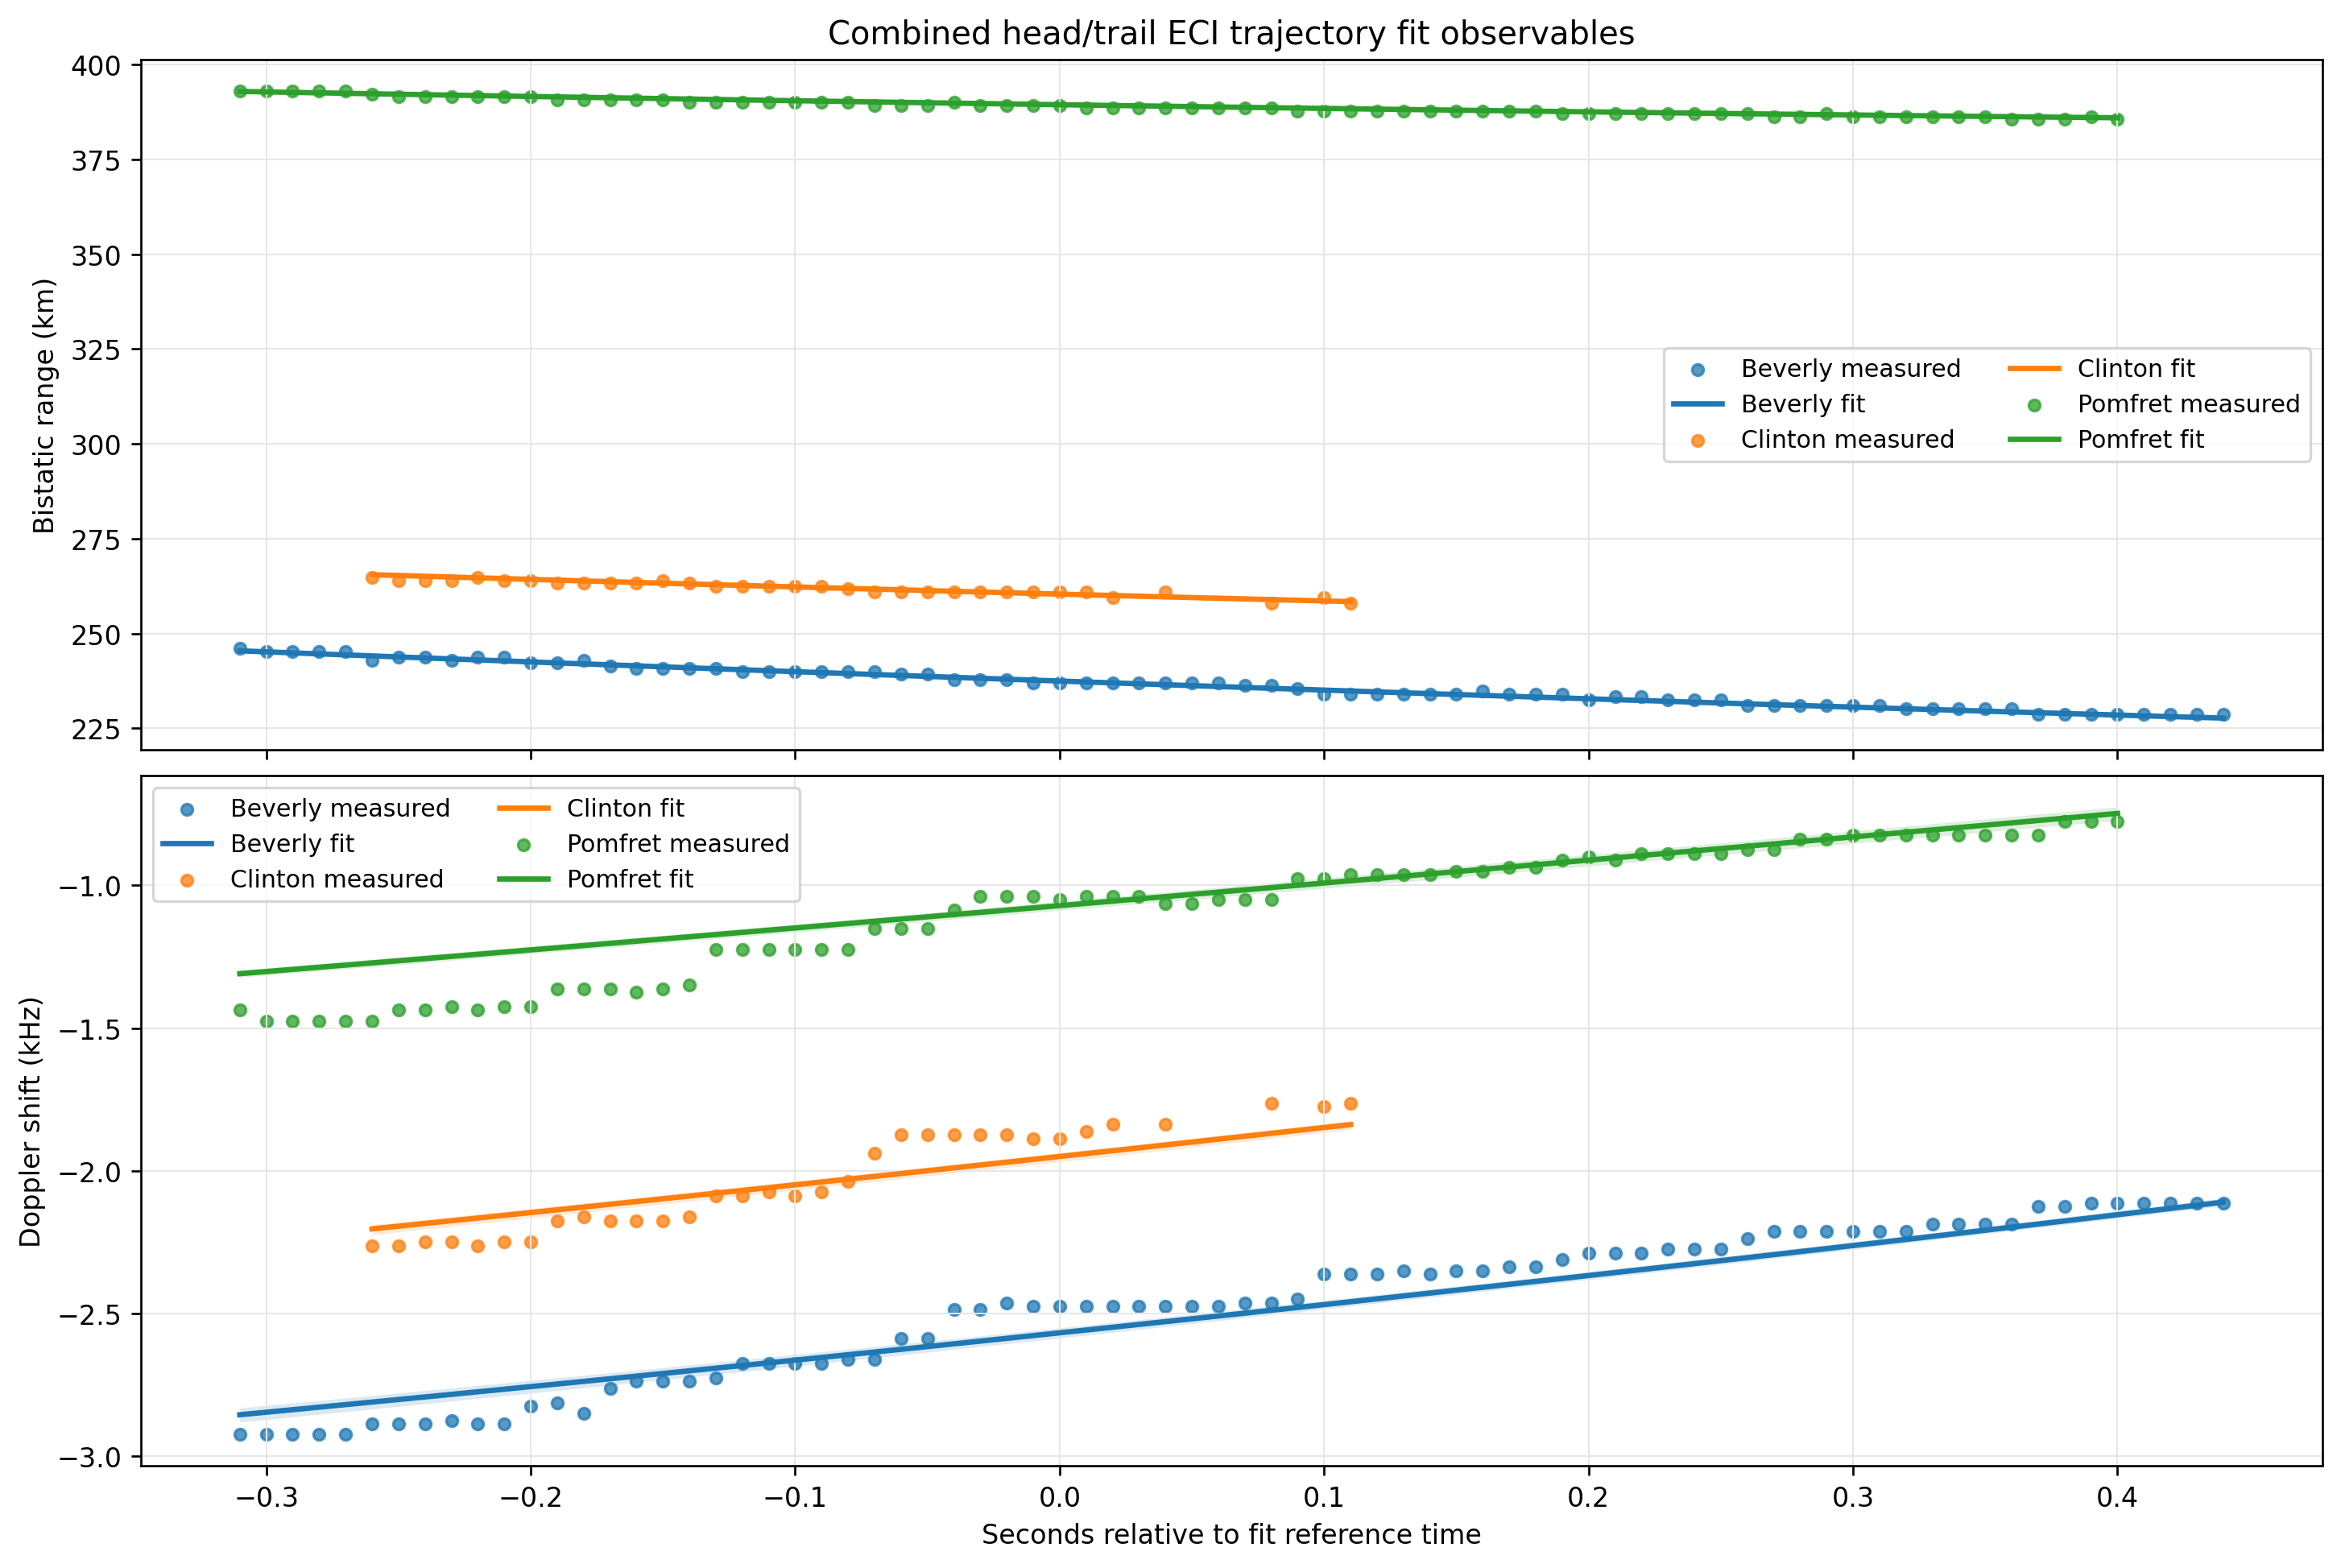 Combined head/trail ECI trajectory fit observables
Bistatic range (km)
400
375
350
325
300
275
250
225
Beverly measured
Beverly fit
Clinton measured
Clinton fit
Pomfret measured
Pomfret fit
Doppler shift (kHz)
−1.0
−1.5
−2.0
−2.5
−3.0
Beverly measured
Beverly fit
Clinton measured
Clinton fit
Pomfret measured
Pomfret fit
−0.3
−0.2
−0.1
0.0
0.1
0.2
0.3
0.4
Seconds relative to fit reference time